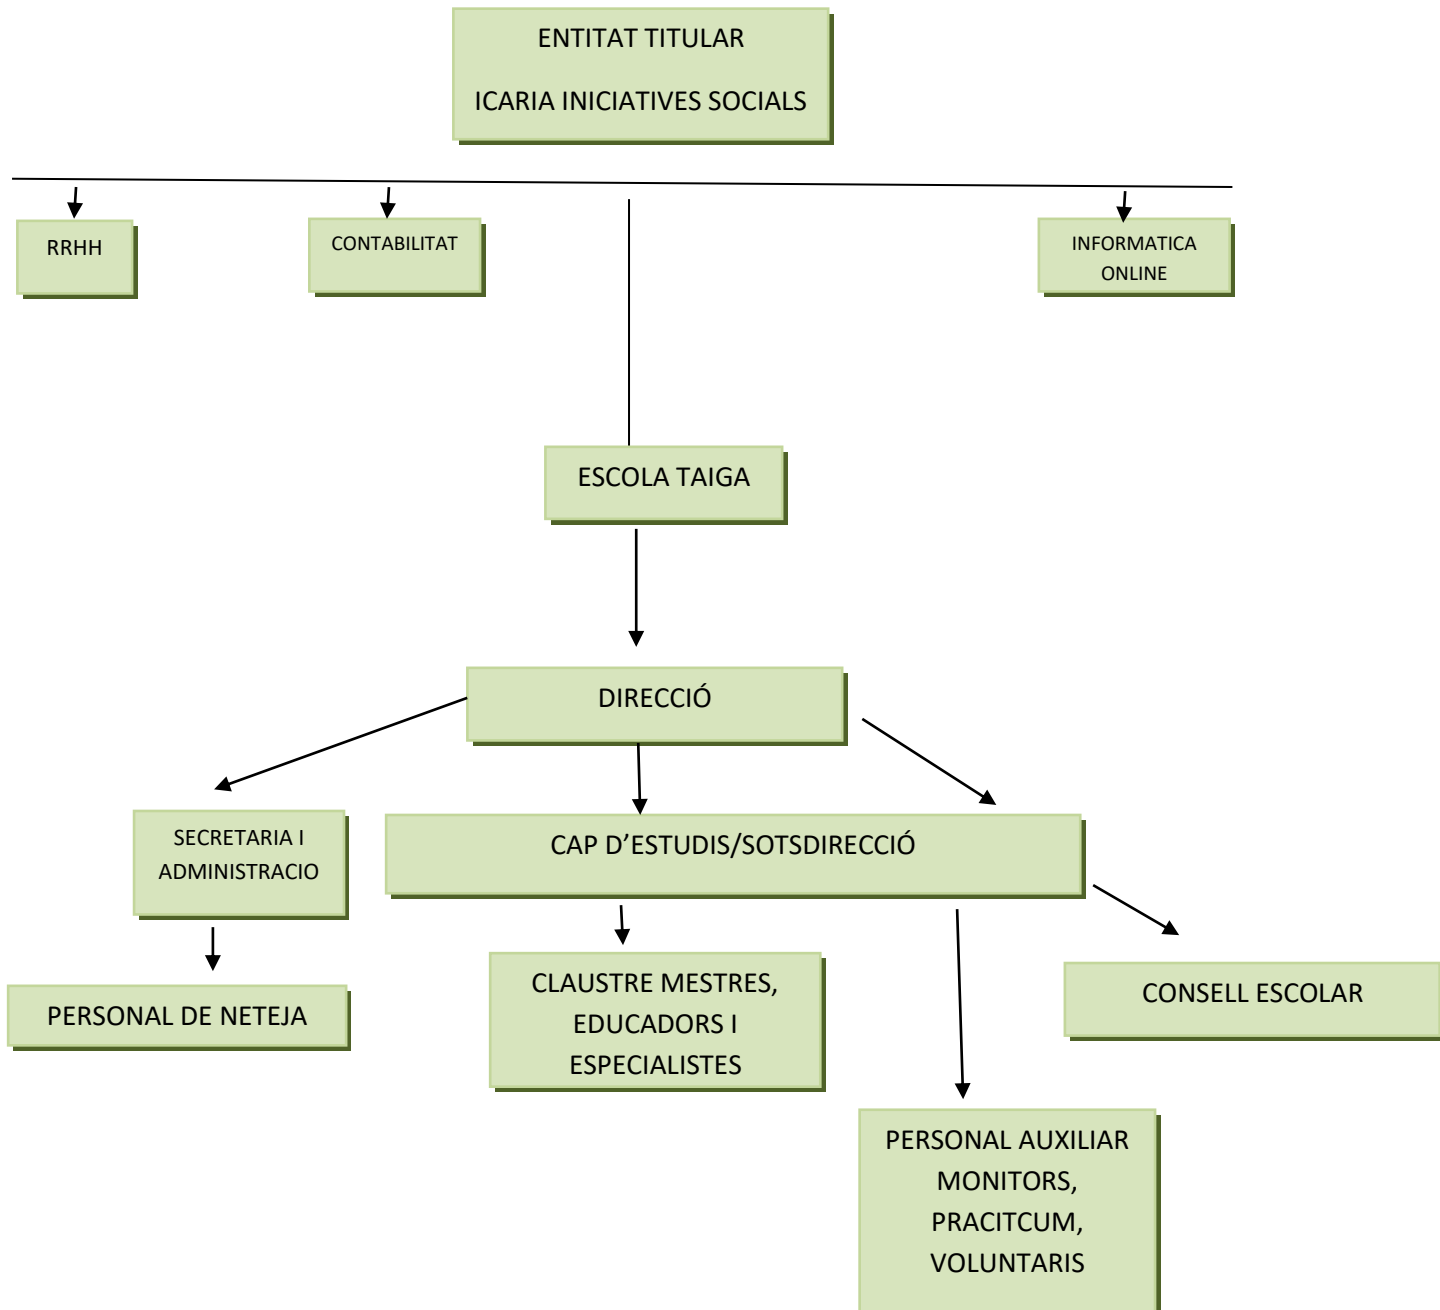 ENTITAT TITULAR
ICARIA INICIATIVES SOCIALS
RRHH
CONTABILITAT
INFORMATICA
ONLINE
ESCOLA TAIGA
DIRECCIÓ
SECRETARIA I
ADMINISTRACIO
CAP D’ESTUDIS/SOTSDIRECCIÓ
PERSONAL DE NETEJA
CLAUSTRE MESTRES,
EDUCADORS I
ESPECIALISTES
CONSELL ESCOLAR
PERSONAL AUXILIAR
MONITORS,
PRACITCUM,
VOLUNTARIS